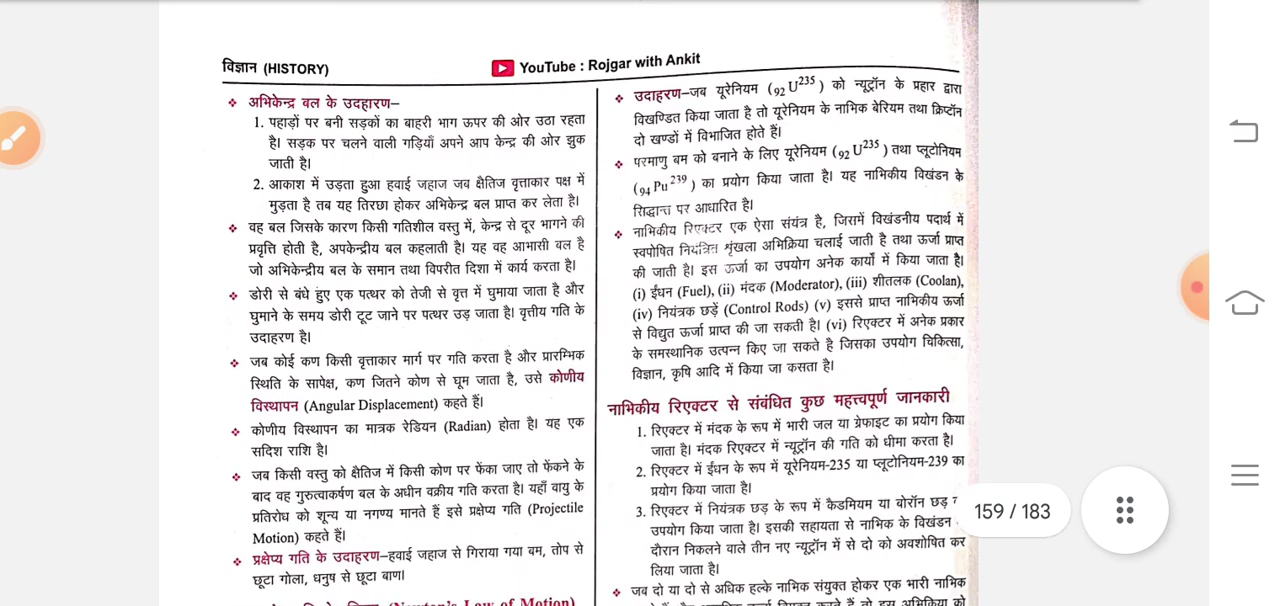 विज्ञान (HISTORY)
YouTube : Rojgar with Ankit
❖ अभिकेन्द्र बल के उदहारण–
1. पहाड़ों पर बनी सड़कों का बाहरी भाग ऊपर की ओर उठा रहता
है। सड़क पर चलने वाली गड़ियाँ अपने आप केन्द्र की ओर झुक
जाती है।
2. आकाश में उड़ता हुआ हवाई जहाज जब क्षैतिज वृत्ताकार पक्ष में
मुड़ता है तब यह तिरछा होकर अभिकेन्द्र बल प्राप्त कर लेता है।
❖ वह बल जिसके कारण किसी गतिशील वस्तु में, केन्द्र से दूर भागने की
प्रवृत्ति होती है, अपकेन्द्रीय बल कहलाती है। यह वह आभासी बल है
जो अभिकेन्द्रीय बल के समान तथा विपरीत दिशा में कार्य करता है।
❖ डोरी से बंधे हुए एक पत्थर को तेजी से वृत्त में घुमाया जाता है और
घुमाने के समय डोरी टूट जाने पर पत्थर उड़ जाता है। वृत्तीय गति के
उदाहरण है।
❖ जब कोई कण किसी वृत्ताकार मार्ग पर गति करता है और प्रारम्भिक
स्थिति के सापेक्ष, कण जितने कोण से घूम जाता है, उसे कोणीय
विस्थापन (Angular Displacement) कहते हैं।
❖ कोणीय विस्थापन का मात्रक रेडियन (Radian) होता है। यह एक
सदिश राशि है।
❖ जब किसी वस्तु को क्षैतिज में किसी कोण पर फेंका जाए तो फेंकने के
बाद वह गुरुत्वाकर्षण बल के अधीन वक्रीय गति करता है। यहाँ वायु के
प्रतिरोध को शून्य या नगण्य मानते हैं इसे प्रक्षेप्य गति (Projectile
Motion) कहते हैं।
❖ प्रक्षेप्य गति के उदाहरण–हवाई जहाज से गिराया गया बम, तोप से
छूटा गोला, धनुष से छूटा बाण।
(Newton's Law of Motion)
❖ उदाहरण–जब यूरेनियम (₉₂U²³⁵) को न्यूट्रॉन के प्रहार द्वारा
विखण्डित किया जाता है तो यूरेनियम के नाभिक बेरियम तथा क्रिप्टॉन
दो खण्डों में विभाजित होते हैं।
❖ परमाणु बम को बनाने के लिए यूरेनियम (₉₂U²³⁵) तथा प्लूटोनियम
(₉₄Pu²³⁹) का प्रयोग किया जाता है। यह नाभिकीय विखंडन के
सिद्धान्त पर आधारित है।
❖ नाभिकीय रिएक्टर एक ऐसा संयंत्र है, जिसमें विखंडनीय पदार्थ में
स्वपोषित नियंत्रित शृंखला अभिक्रिया चलाई जाती है तथा ऊर्जा प्राप्त
की जाती है। इस ऊर्जा का उपयोग अनेक कार्यों में किया जाता है।
(i) ईंधन (Fuel), (ii) मंदक (Moderator), (iii) शीतलक (Coolan),
(iv) नियंत्रक छड़ें (Control Rods) (v) इससे प्राप्त नाभिकीय ऊर्जा
से विद्युत ऊर्जा प्राप्त की जा सकती है। (vi) रिएक्टर में अनेक प्रकार
के समस्थानिक उत्पन्न किए जा सकते है जिसका उपयोग चिकित्सा,
विज्ञान, कृषि आदि में किया जा कसता है।
नाभिकीय रिएक्टर से संबंधित कुछ महत्त्वपूर्ण जानकारी
1. रिएक्टर में मंदक के रूप में भारी जल या ग्रेफाइट का प्रयोग किया
जाता है। मंदक रिएक्टर में न्यूट्रॉन की गति को धीमा करता है।
2. रिएक्टर में ईंधन के रूप में यूरेनियम-235 या प्लूटोनियम-239 का
प्रयोग किया जाता है।
3. रिएक्टर में नियंत्रक छड़ के रूप में कैडमियम या बोरॉन छड़
उपयोग किया जाता है। इसकी सहायता से नाभिक के विखंडन
दौरान निकलने वाले तीन नए न्यूट्रॉन में से दो को अवशोषित कर
लिया जाता है।
❖ जब दो या दो से अधिक हल्के नाभिक संयुक्त होकर एक भारी नाभिक
159 / 183